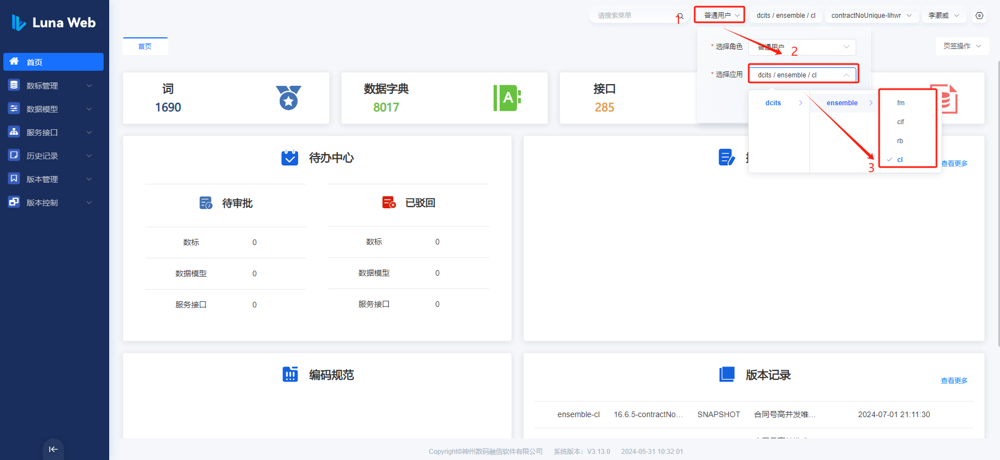 Luna Web
首页
数标管理
数据模型
服务接口
历史记录
版本管理
版本控制
请搜索菜单
1
普通用户
dcits / ensemble / cl
contractNoUnique-lihwr
李灏威
首页
页签操作
* 选择角色
普通用户
2
* 选择应用
dcits / ensemble / cl
dcits
ensemble
fm
cif
rb
cl
3
词
1690
数据字典
8017
A
接口
285
待办中心
查看更多
待审批
数标 0
数据模型 0
服务接口 0
已驳回
数标 0
数据模型 0
服务接口 0
编码规范
版本记录
查看更多
ensemble-cl 16.6.5-contractNo... SNAPSHOT 合同号高并发唯... 2024-07-01 21:11:30
Copyright©神州数码融信软件有限公司 系统版本：V3.13.0 2024-05-31 10:32:01